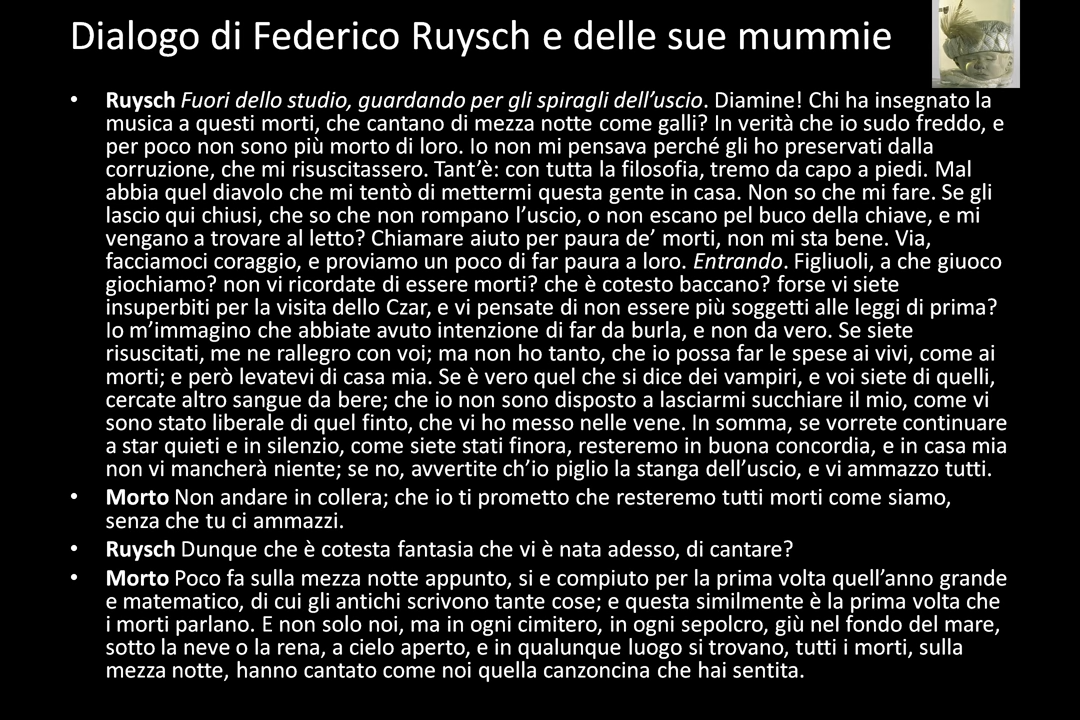 Dialogo di Federico Ruysch e delle sue mummie
• Ruysch Fuori dello studio, guardando per gli spiragli dell’uscio. Diamine! Chi ha insegnato la
musica a questi morti, che cantano di mezza notte come galli? In verità che io sudo freddo, e
per poco non sono più morto di loro. Io non mi pensava perché gli ho preservati dalla
corruzione, che mi risuscitassero. Tant’è: con tutta la filosofia, tremo da capo a piedi. Mal
abbia quel diavolo che mi tentò di mettermi questa gente in casa. Non so che mi fare. Se gli
lascio qui chiusi, che so che non rompano l’uscio, o non escano pel buco della chiave, e mi
vengano a trovare al letto? Chiamare aiuto per paura de’ morti, non mi sta bene. Via,
facciamoci coraggio, e proviamo un poco di far paura a loro. Entrando. Figliuoli, a che giuoco
giochiamo? non vi ricordate di essere morti? che è cotesto baccano? forse vi siete
insuperbiti per la visita dello Czar, e vi pensate di non essere più soggetti alle leggi di prima?
Io m’immagino che abbiate avuto intenzione di far da burla, e non da vero. Se siete
risuscitati, me ne rallegro con voi; ma non ho tanto, che io possa far le spese ai vivi, come ai
morti; e però levatevi di casa mia. Se è vero quel che si dice dei vampiri, e voi siete di quelli,
cercate altro sangue da bere; che io non sono disposto a lasciarmi succhiare il mio, come vi
sono stato liberale di quel finto, che vi ho messo nelle vene. In somma, se vorrete continuare
a star quieti e in silenzio, come siete stati finora, resteremo in buona concordia, e in casa mia
non vi mancherà niente; se no, avvertite ch’io piglio la stanga dell’uscio, e vi ammazzo tutti.
• Morto Non andare in collera; che io ti prometto che resteremo tutti morti come siamo,
senza che tu ci ammazzi.
• Ruysch Dunque che è cotesta fantasia che vi è nata adesso, di cantare?
• Morto Poco fa sulla mezza notte appunto, si e compiuto per la prima volta quell’anno grande
e matematico, di cui gli antichi scrivono tante cose; e questa similmente è la prima volta che
i morti parlano. E non solo noi, ma in ogni cimitero, in ogni sepolcro, giù nel fondo del mare,
sotto la neve o la rena, a cielo aperto, e in qualunque luogo si trovano, tutti i morti, sulla
mezza notte, hanno cantato come noi quella canzoncina che hai sentita.